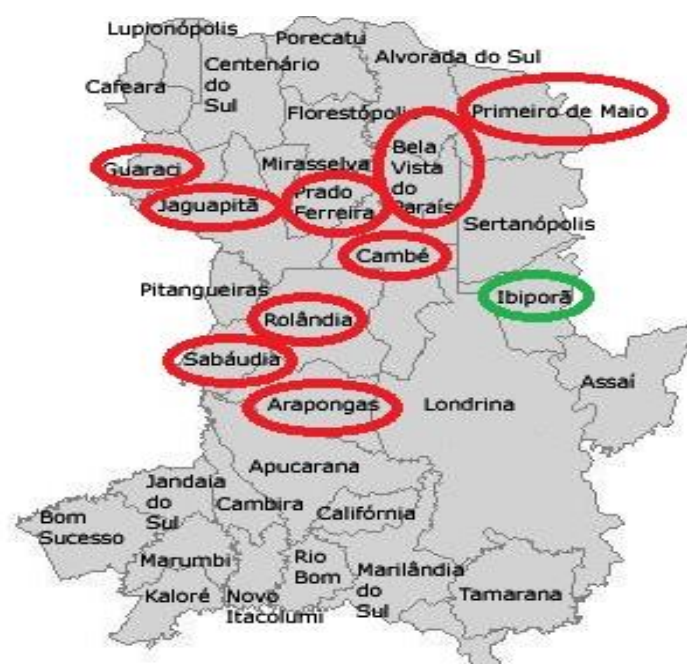 Lupionópolis
Porecatu
Centenário
do
Sul
Alvorada do Sul
Cafeara
Florestópolis
Primeiro de Maio
Guaraci
Mirasselva
Bela
Vista
do
Paraíso
Jaguapitã
Prado
Ferreira
Sertanópolis
Cambé
Pitangueiras
Ibiporã
Rolândia
Sabáudia
Assaí
Arapongas
Londrina
Apucarana
Jandaia
do
Sul
Cambira
Califórnia
Bom
Sucesso
Marumbi
Rio
Bom
Marilândia
do
Sul
Kaloré
Novo
Itacolumi
Tamarana